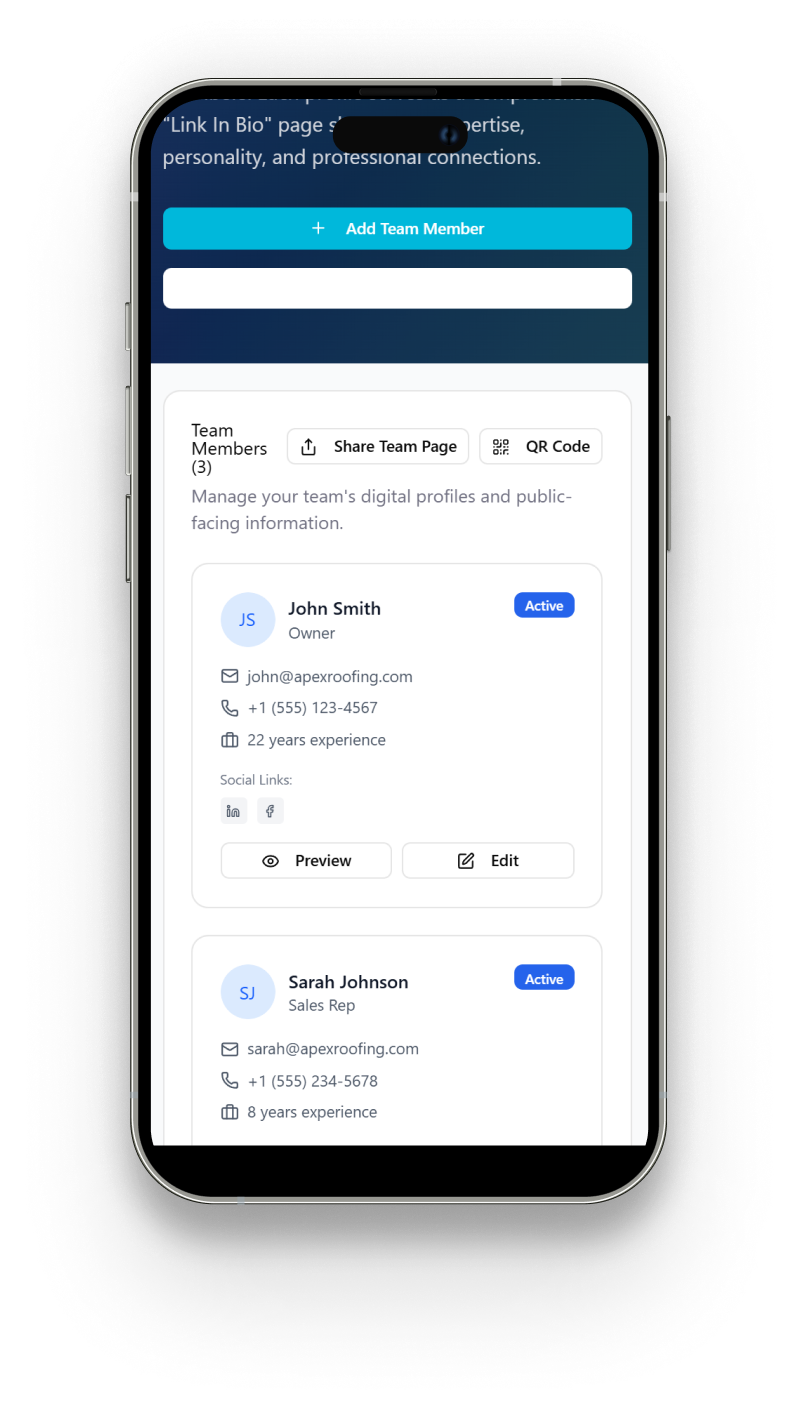 "Link In Bio" page
personality, and professional connections.
+ Add Team Member
Team
Members
(3)
Share Team Page
QR Code
Manage your team's digital profiles and public-
facing information.
JS
John Smith
Owner
Active
john@apexroofing.com
+1 (555) 123-4567
22 years experience
Social Links:
in f
Preview
Edit
SJ
Sarah Johnson
Sales Rep
Active
sarah@apexroofing.com
+1 (555) 234-5678
8 years experience